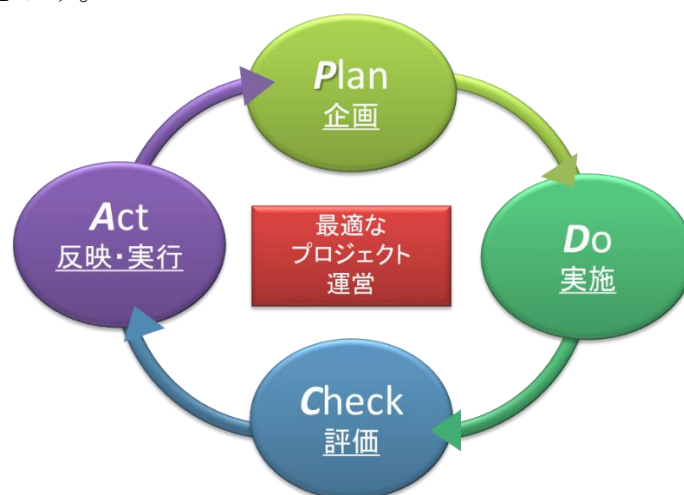 Plan
企画
Do
実施
Check
評価
Act
反映・実行
最適な
プロジェクト
運営